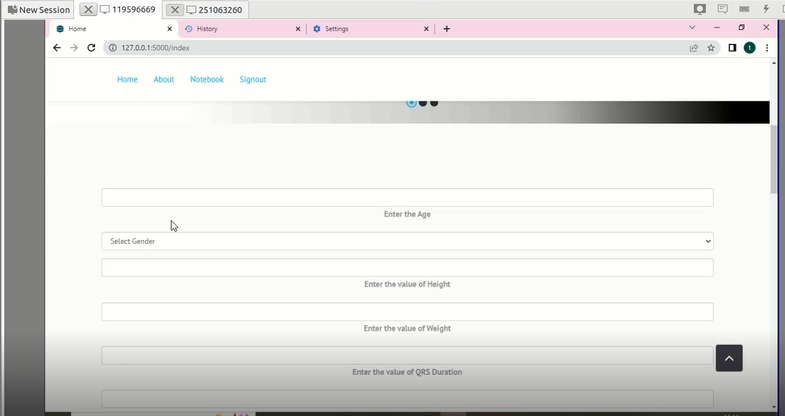 New Session 119596669 251063260
Home History Settings
127.0.0.1:5000/index t
Home About Notebook Signout
Enter the Age
Select Gender
Enter the value of Height
Enter the value of Weight
Enter the value of QRS Duration